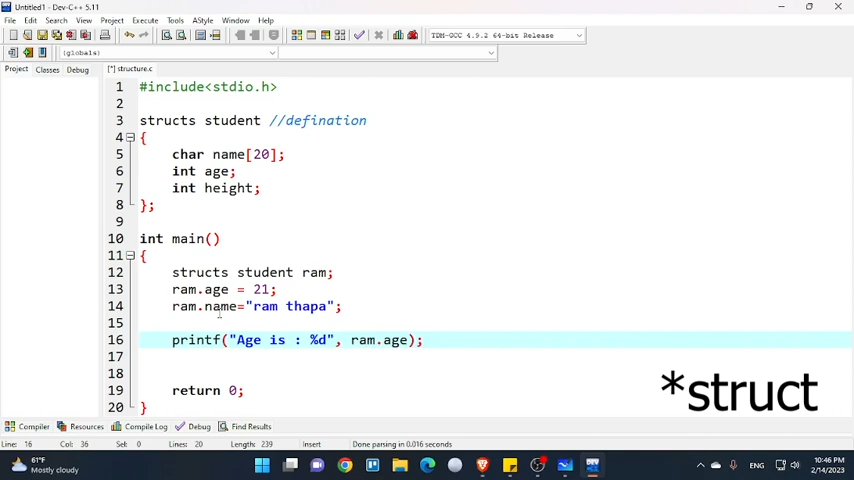 Untitled1 - Dev-C++ 5.11
File Edit Search View Project Execute Tools AStyle Window Help
TDM-GCC 4.9.2 64-bit Release
(globals)
Project Classes Debug [*] structure.c
1 #include<stdio.h>
2
3 structs student //defination
4 {
5 char name[20];
6 int age;
7 int height;
8 };
9
10 int main()
11 {
12 structs student ram;
13 ram.age = 21;
14 ram.name="ram thapa";
15
16 printf("Age is : %d", ram.age);
17
18
19 return 0;
20 }
*struct
Compiler Resources Compile Log Debug Find Results
Line: 16 Col: 36 Sel: 0 Lines: 20 Length: 239 Insert Done parsing in 0.016 seconds
61°F
Mostly cloudy
ENG
10:46 PM
2/14/2023